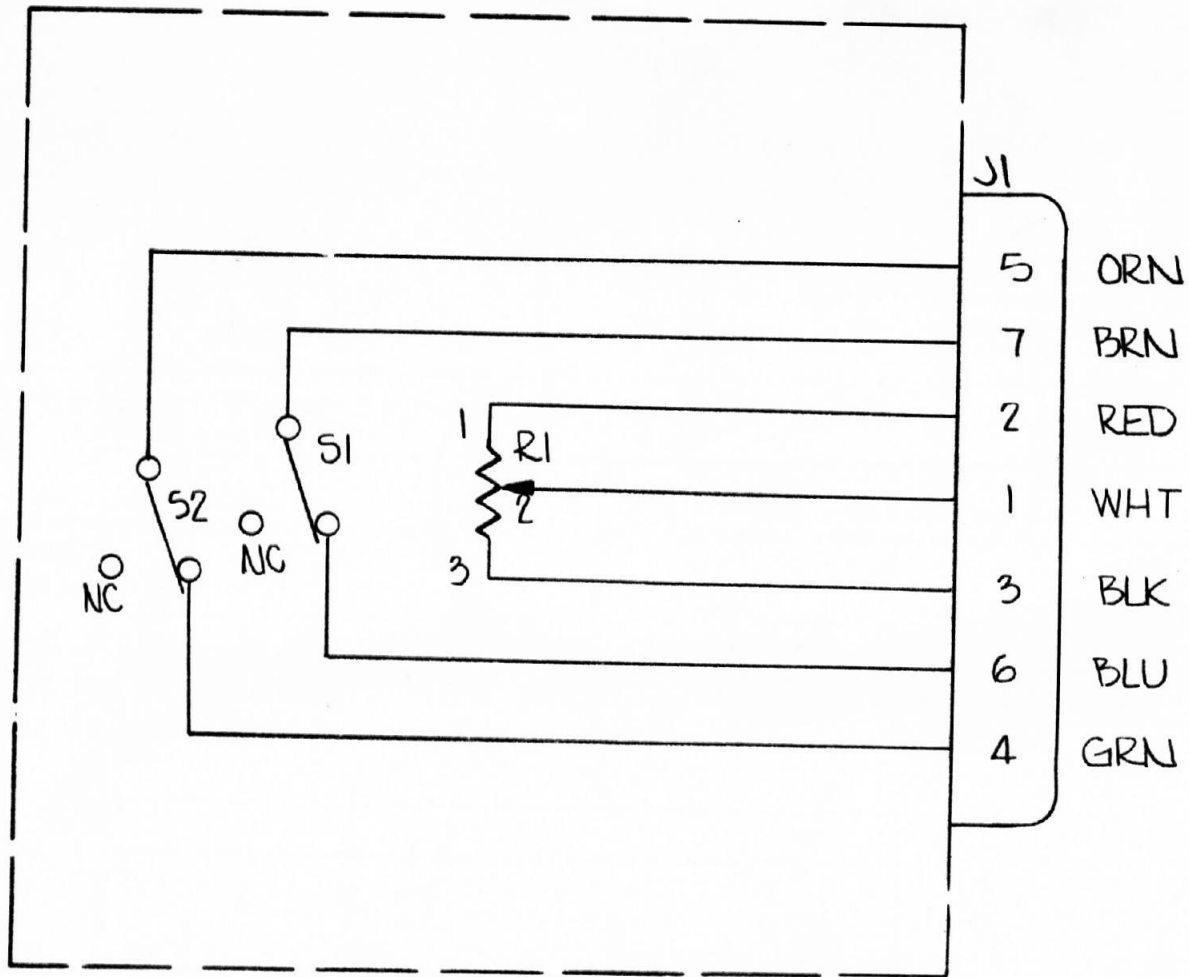 J1
5 ORN
7 BRN
1 2 RED
R1
S1
2 1 WHT
S2
NC
NC
3 3 BLK
6 BLU
4 GRN